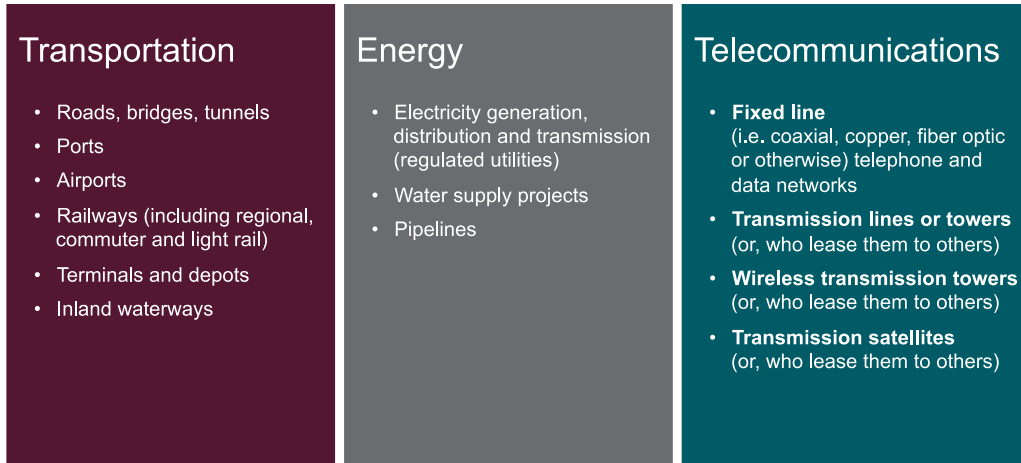 Transportation
• Roads, bridges, tunnels
• Ports
• Airports
• Railways (including regional,
commuter and light rail)
• Terminals and depots
• Inland waterways
Energy
• Electricity generation,
distribution and transmission
(regulated utilities)
• Water supply projects
• Pipelines
Telecommunications
• Fixed line
(i.e. coaxial, copper, fiber optic
or otherwise) telephone and
data networks
• Transmission lines or towers
(or, who lease them to others)
• Wireless transmission towers
(or, who lease them to others)
• Transmission satellites
(or, who lease them to others)